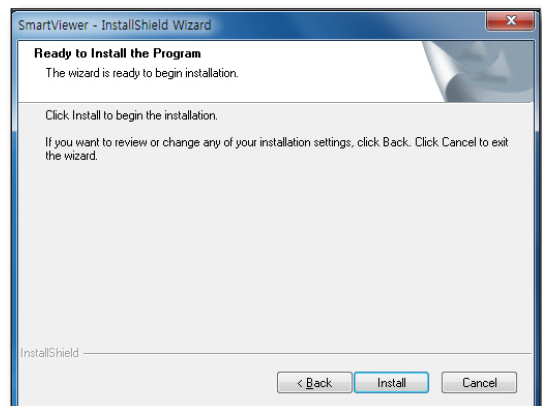 SmartViewer - InstallShield Wizard
Ready to Install the Program
The wizard is ready to begin installation.
Click Install to begin the installation.
If you want to review or change any of your installation settings, click Back. Click Cancel to exit
the wizard.
InstallShield
< Back Install Cancel